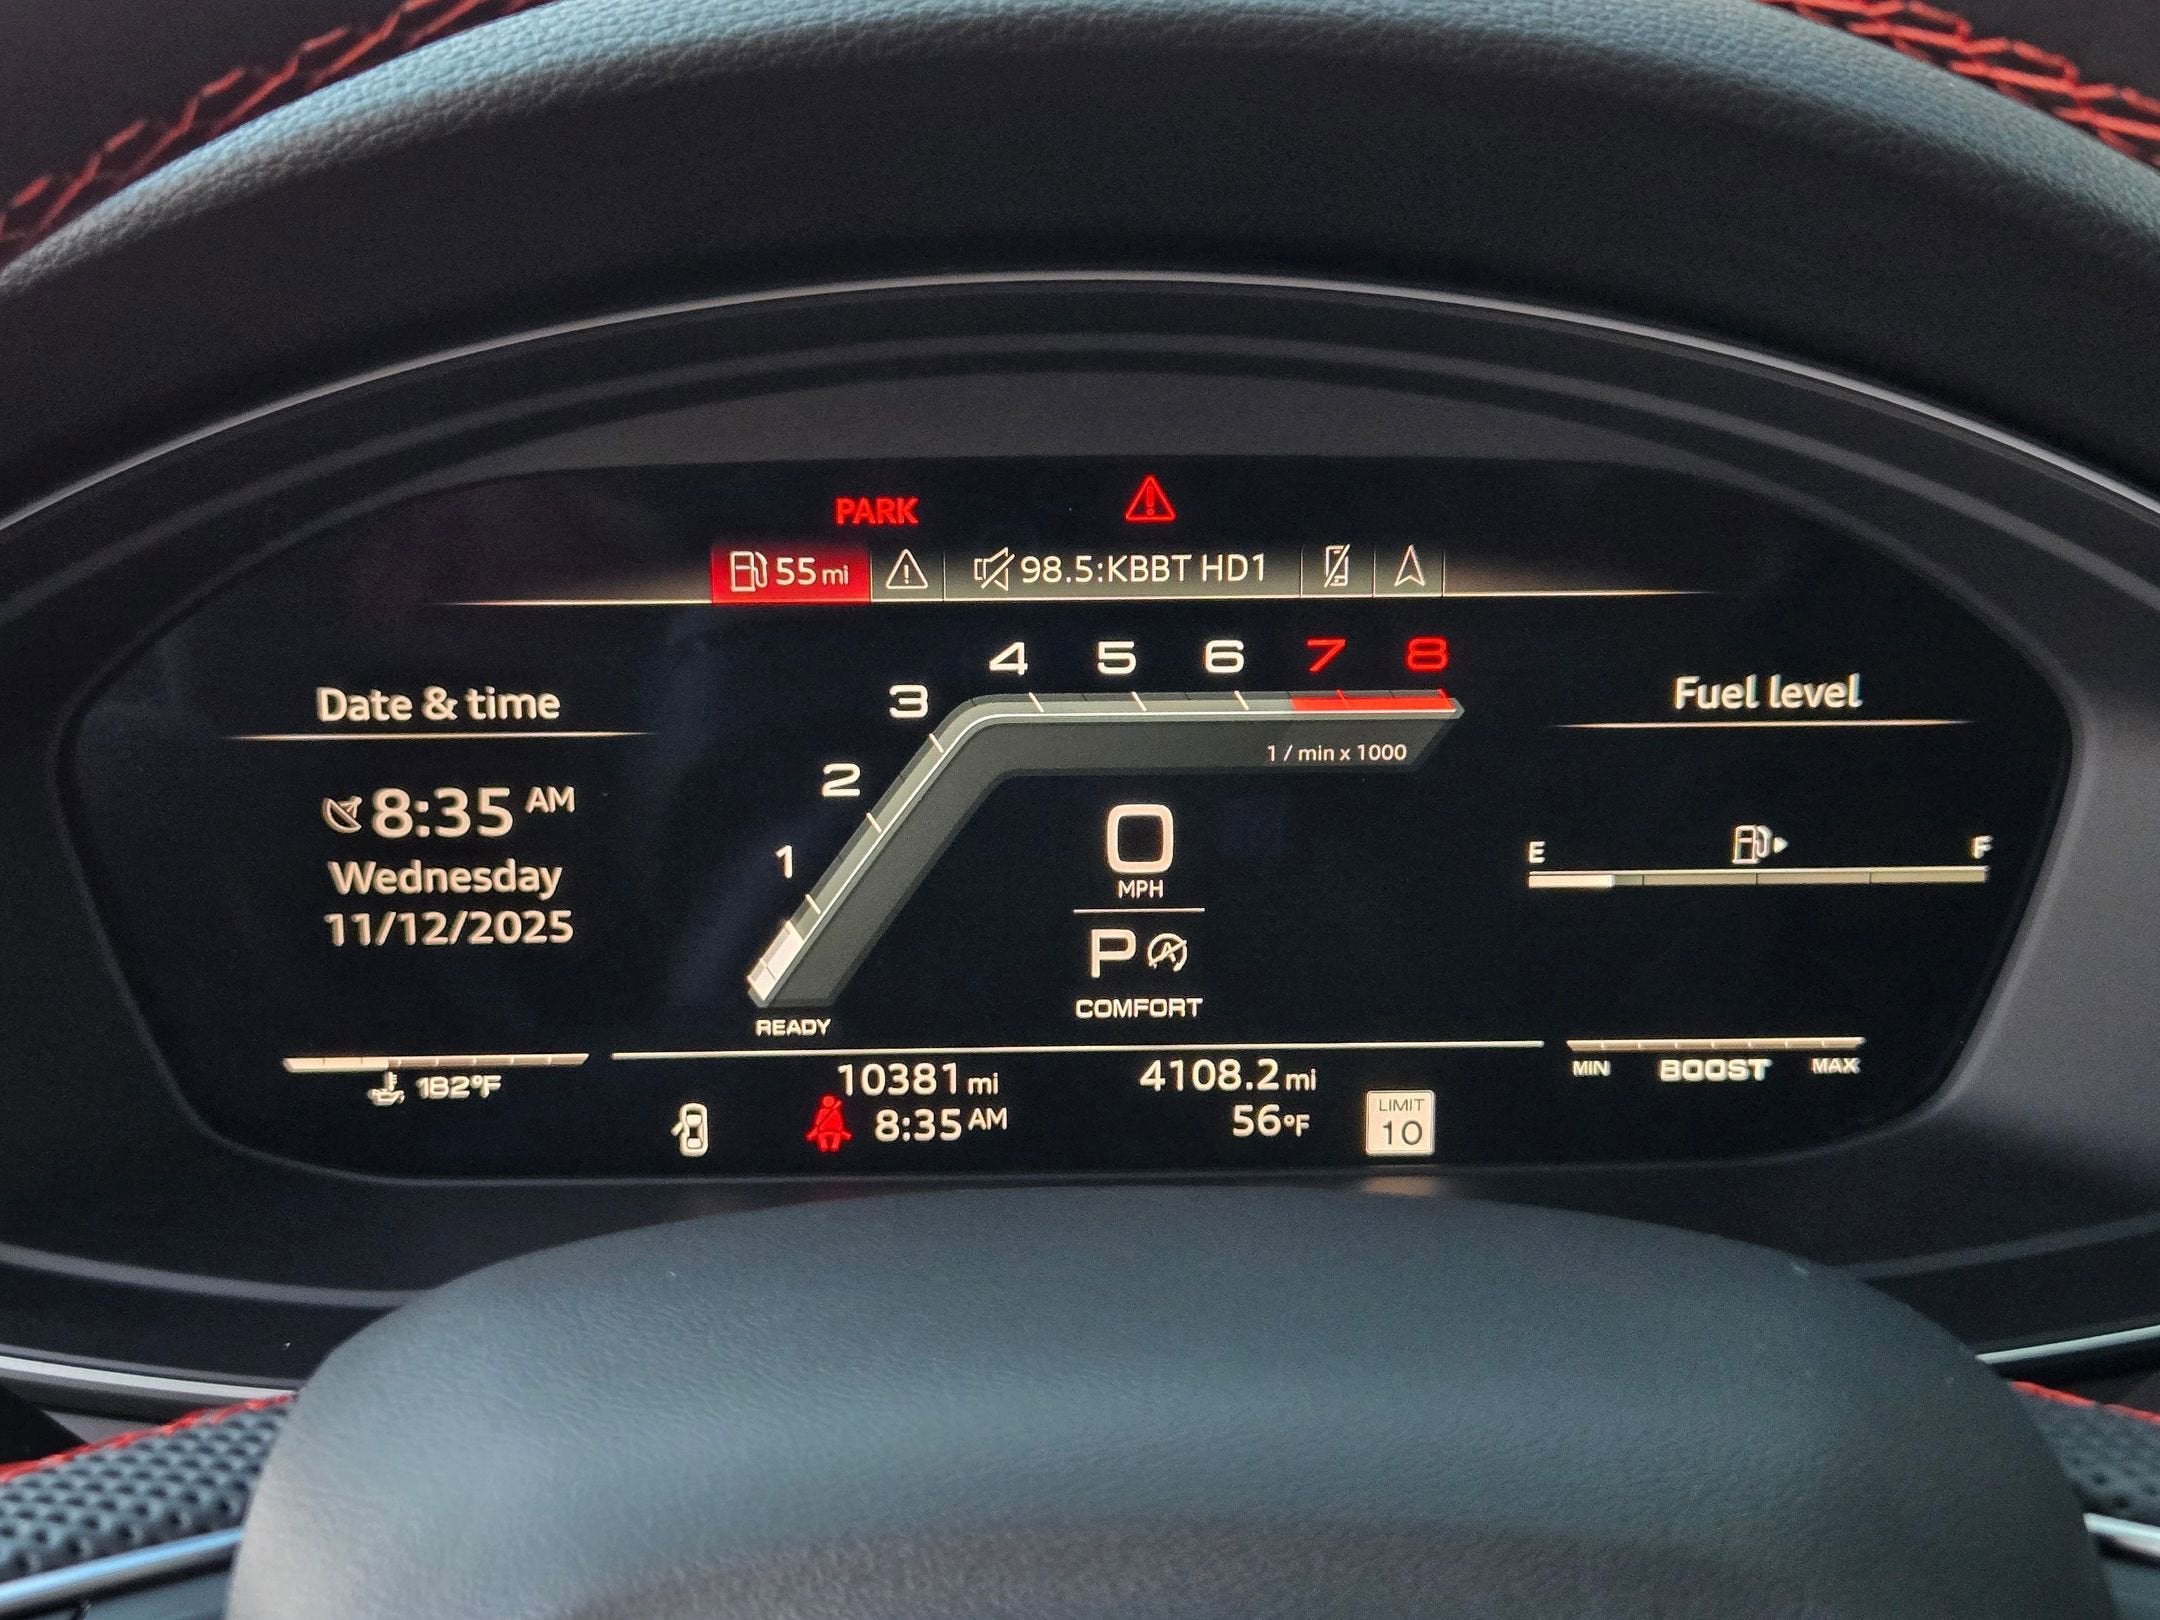 PARK
55 mi
98.5:KBBT HD1
4 5 6 7 8
3
2
1
1 / min x 1000
Date & time
8:35 AM
Wednesday
11/12/2025
0
MPH
P A
COMFORT
READY
Fuel level
E F
182°F
10381 mi 4108.2 mi
8:35 AM 56°F
LIMIT
10
MIN BOOST MAX